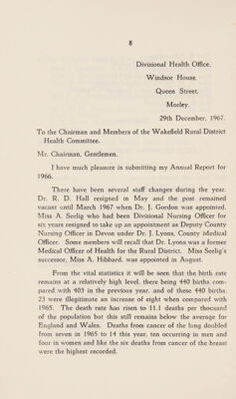 8
Divisional Health Office,
Windsor House,
Queen Street,
Morley.
29th December, 1967.
To the Chairman and Members of the Wakefield Rural District
Health Committee.
Mr. Chairman, Gentlemen,
I have much pleasure in submitting my Annual Report for
1966.
There have been several staff changes during the year.
Dr. R. D. Hall resigned in May and the post remained
vacant until March 1967 when Dr. J. Gordon was appointed.
Miss A. Seelig who had been Divisional Nursing Officer for
six years resigned to take up an appointment as Deputy County
Nursing Officer in Devon under Dr. J. Lyons, County Medical
Officer. Some members will recall that Dr. Lyons was a former
Medical Officer of Health for the Rural District. Miss Seelig's
successor, Miss A. Hibbard, was appointed in August.
From the vital statistics it will be seen that the birth rate
remains at a relatively high level, there being 440 births com-
pared with 403 in the previous year, and of these 440 births,
23 were illegitimate an increase of eight when compared with
1965. The death rate has risen to 11.1 deaths per thousand
of the population but this still remains below the average for
England and Wales. Deaths from cancer of the lung doubled
from seven in 1965 to 14 this year, ten occurring in men and
four in women and like the six deaths from cancer of the breast
were the highest recorded.